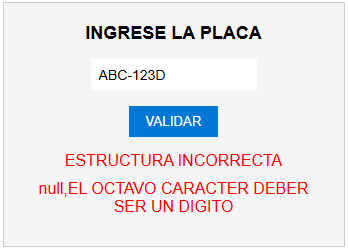 INGRESE LA PLACA
ABC-123D
VALIDAR
ESTRUCTURA INCORRECTA
null,EL OCTAVO CARACTER DEBER
SER UN DIGITO